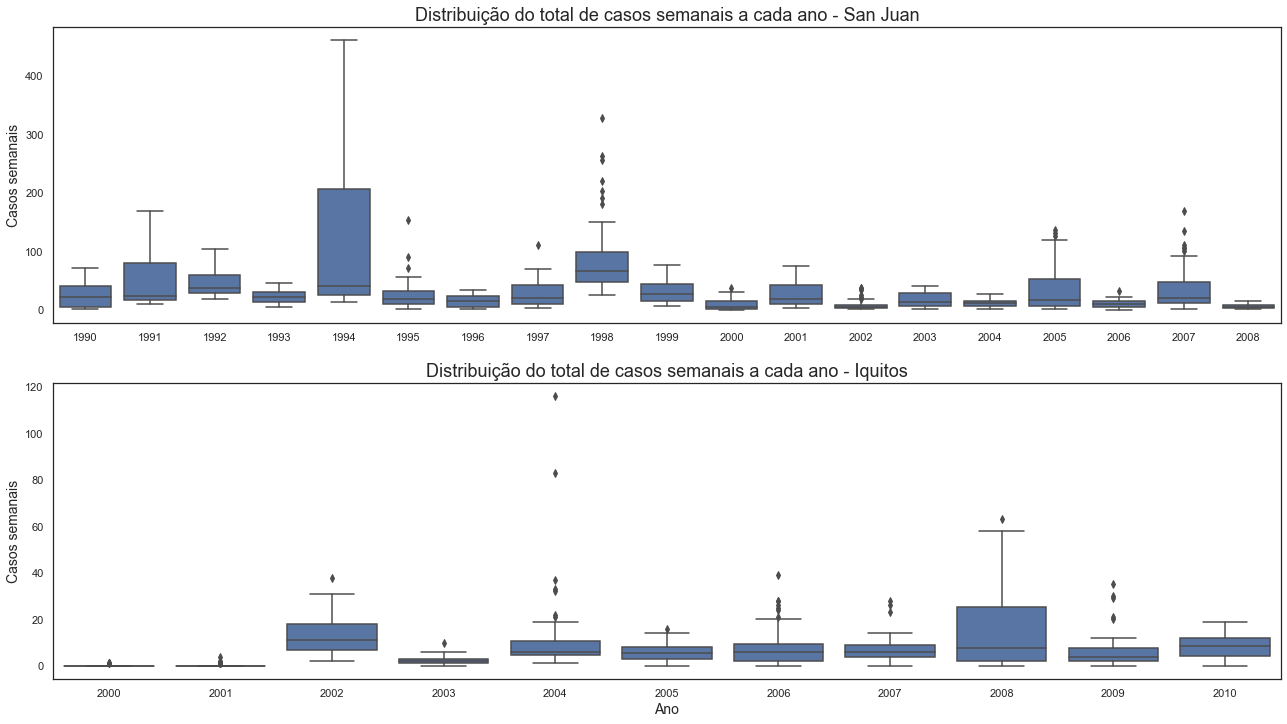 Distribuição do total de casos semanais a cada ano - San Juan
Casos semanais
400
300
200
100
0
1990 1991 1992 1993 1994 1995 1996 1997 1998 1999 2000 2001 2002 2003 2004 2005 2006 2007 2008
Distribuição do total de casos semanais a cada ano - Iquitos
Casos semanais
120
100
80
60
40
20
0
2000 2001 2002 2003 2004 2005 2006 2007 2008 2009 2010
Ano